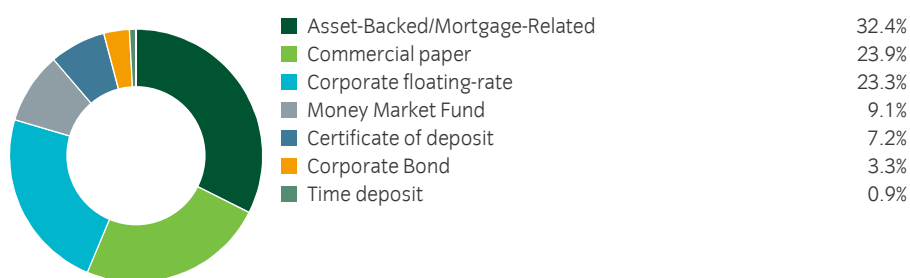 Asset-Backed/Mortgage-Related 32.4%
Commercial paper 23.9%
Corporate floating-rate 23.3%
Money Market Fund 9.1%
Certificate of deposit 7.2%
Corporate Bond 3.3%
Time deposit 0.9%